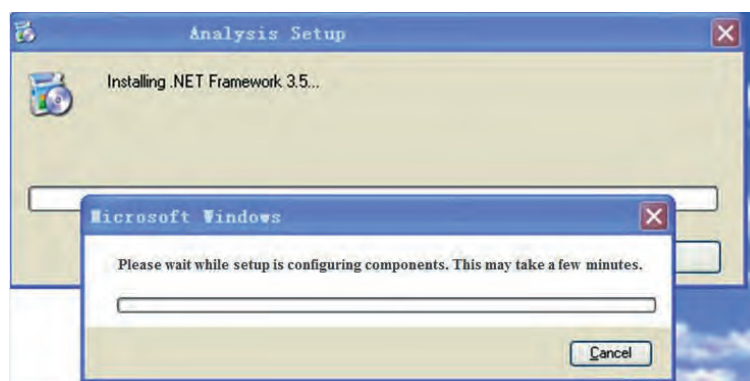 Analysis Setup
Installing .NET Framework 3.5...
Microsoft Windows
Please wait while setup is configuring components. This may take a few minutes.
Cancel